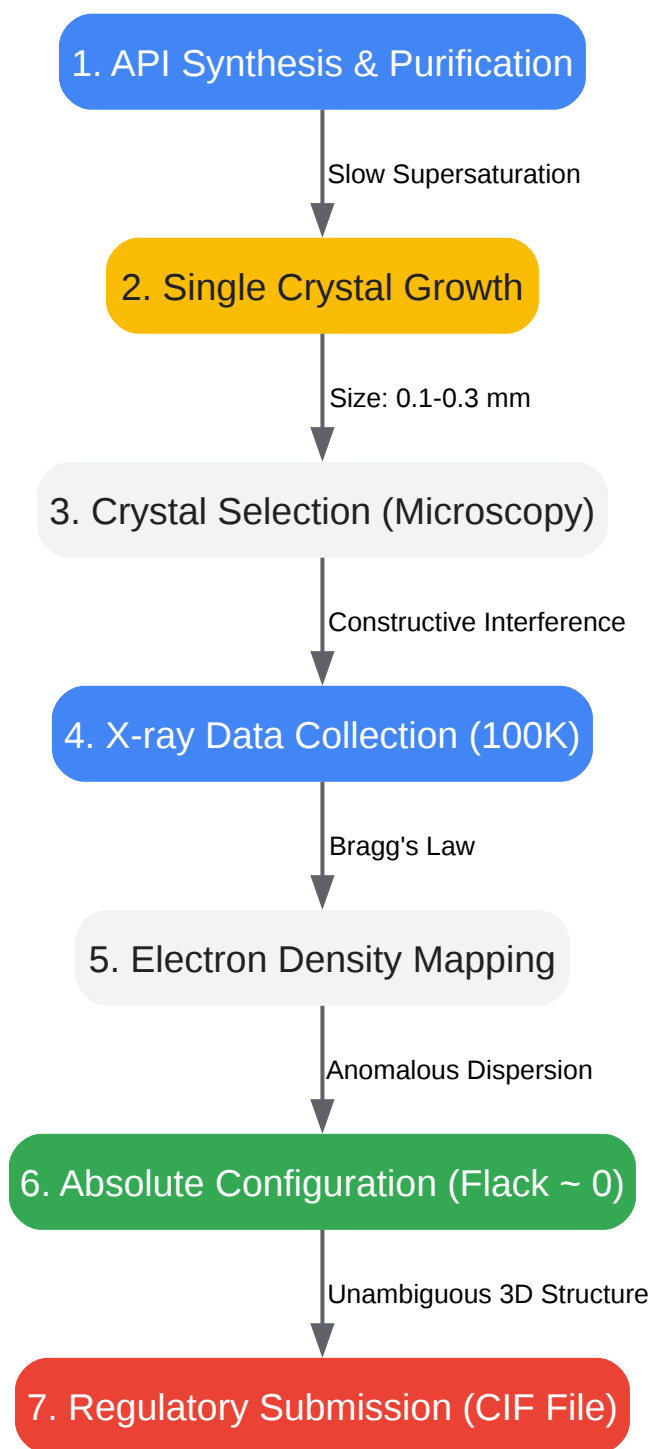 1. API Synthesis & Purification
Slow Supersaturation
2. Single Crystal Growth
Size: 0.1-0.3 mm
3. Crystal Selection (Microscopy)
Constructive Interference
4. X-ray Data Collection (100K)
Bragg's Law
5. Electron Density Mapping
Anomalous Dispersion
6. Absolute Configuration (Flack ~ 0)
Unambiguous 3D Structure
7. Regulatory Submission (CIF File)